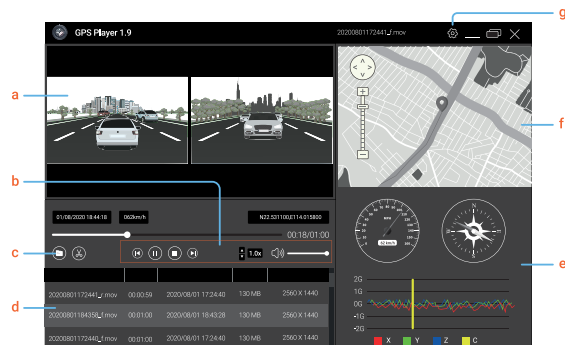 g
GPS Player 1.9
20200801172441_f.mov
a
f
b
01/08/2020 18:44:18
062km/h
N22.531100,E114.015800
00:18/01:00
c
1.0x
N
62 km/h
e
2G
1G
0G
-1G
-2G
X Y Z C
d
20200801172441_r.mov 00:00:59 2020/08/01 17:24:40 130 MB 2560 X 1440
20200801184358_f.mov 00:01:00 2020/08/01 18:43:28 130 MB 2560 X 1440
20200801172440_f.mov 00:01:00 2020/08/01 17:24:40 130 MB 2560 X 1440